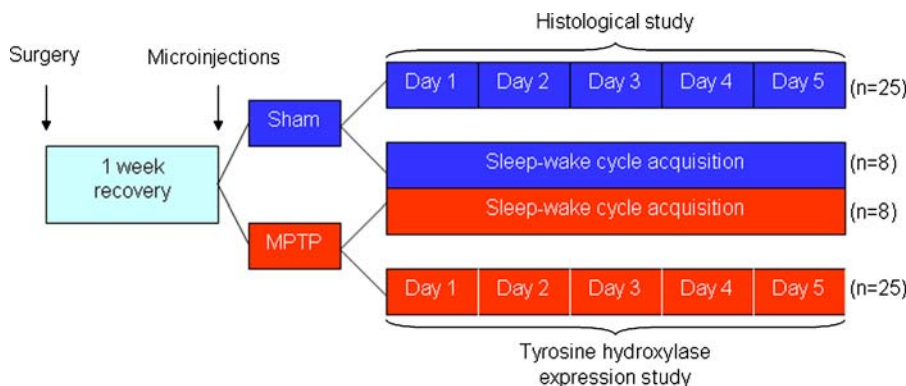 Histological study
Surgery
Microinjections
Day 1 Day 2 Day 3 Day 4 Day 5 (n=25)
Sham
1 week
recovery
Sleep-wake cycle acquisition (n=8)
Sleep-wake cycle acquisition (n=8)
MPTP
Day 1 Day 2 Day 3 Day 4 Day 5 (n=25)
Tyrosine hydroxylase
expression study